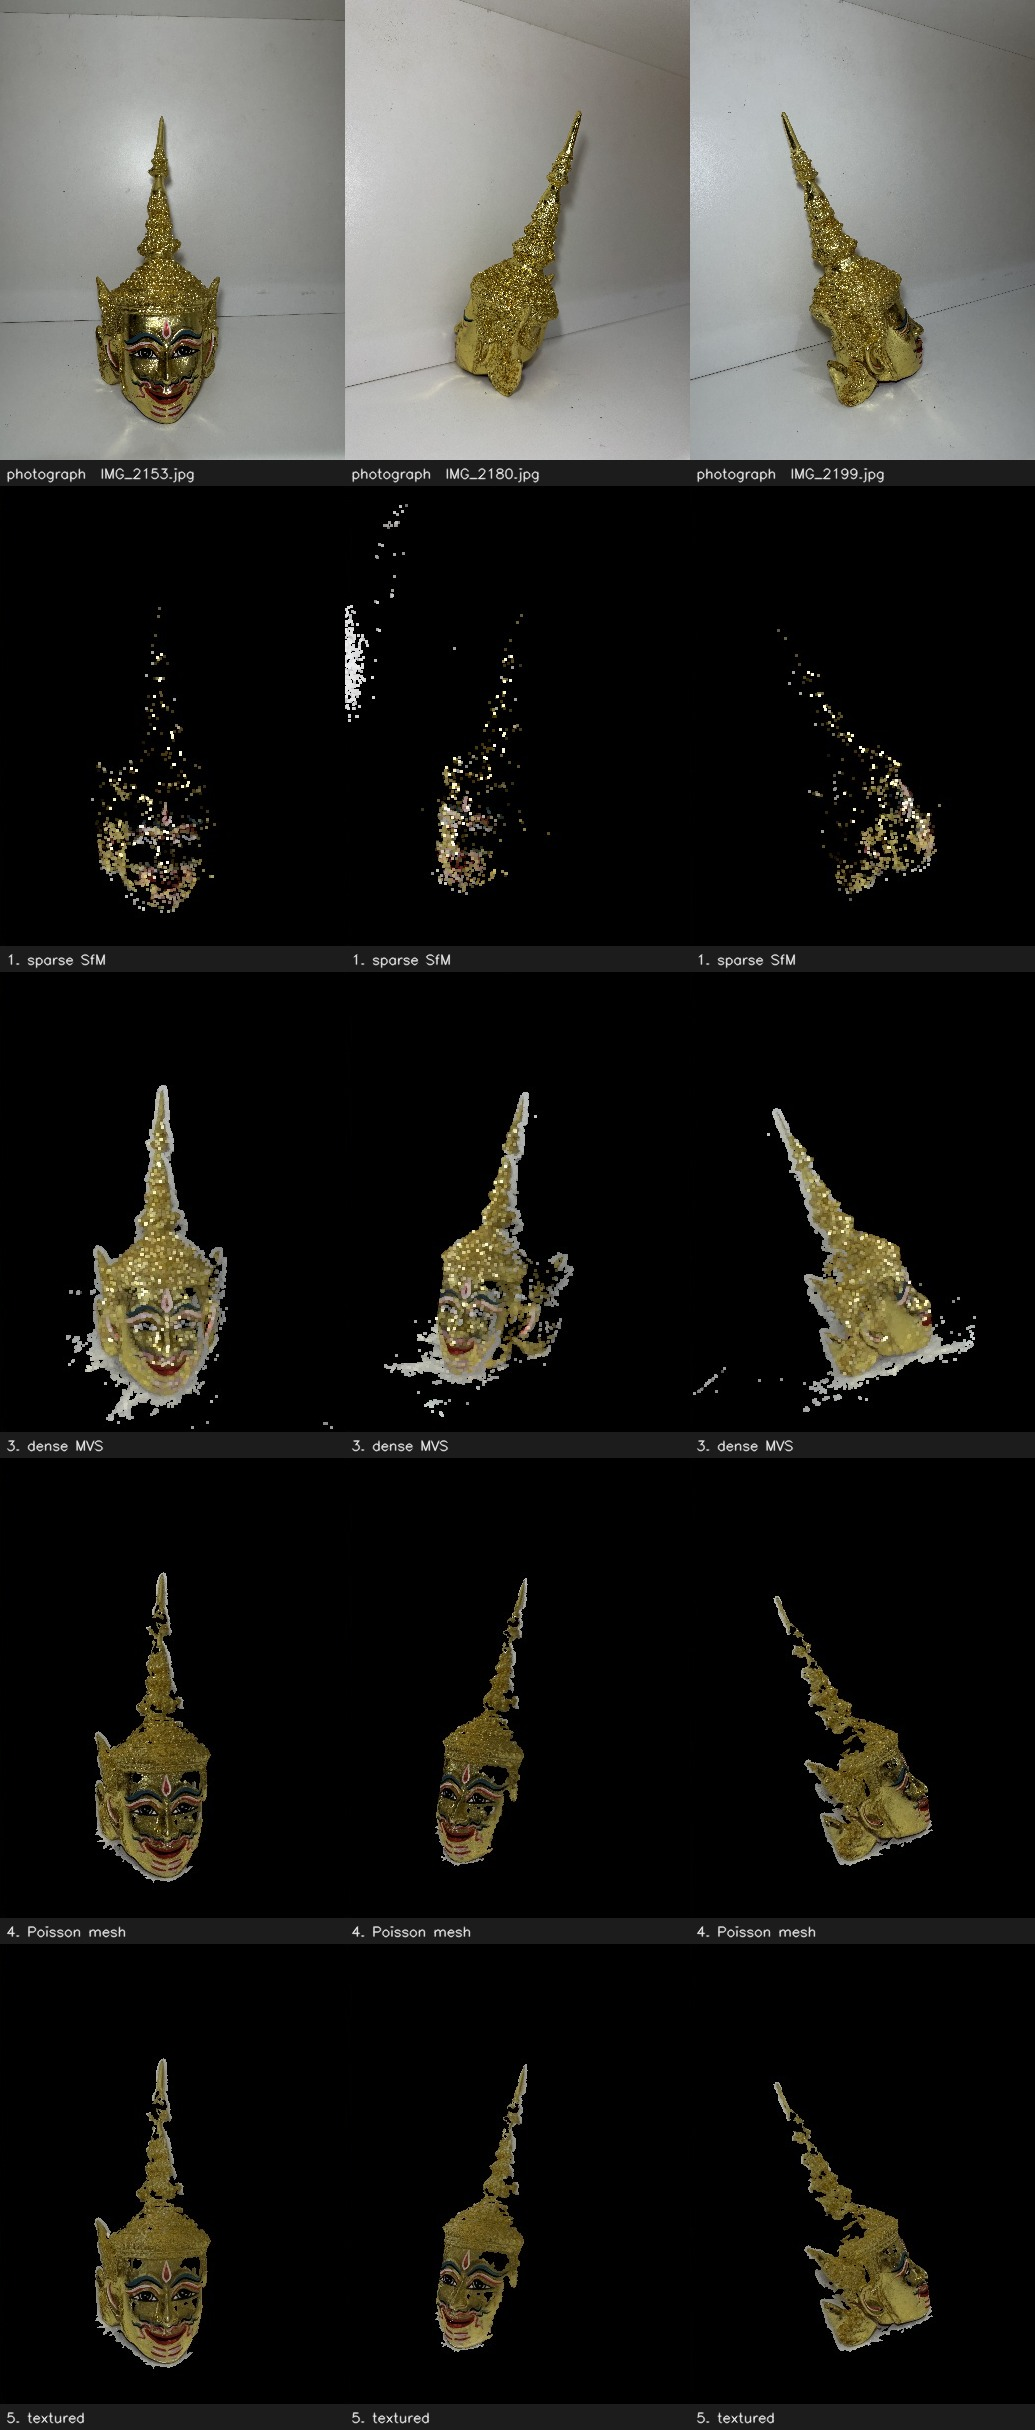 photograph IMG_2153.jpg
photograph IMG_2180.jpg
photograph IMG_2199.jpg
1. sparse SfM
1. sparse SfM
1. sparse SfM
3. dense MVS
3. dense MVS
3. dense MVS
4. Poisson mesh
4. Poisson mesh
4. Poisson mesh
5. textured
5. textured
5. textured